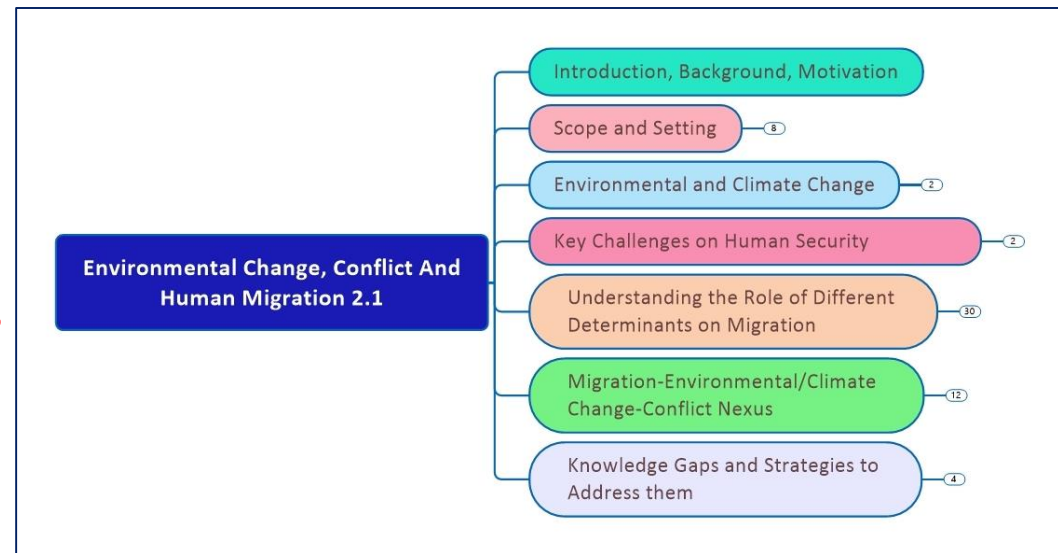 Introduction, Background, Motivation
Scope and Setting
8
Environmental and Climate Change
2
Key Challenges on Human Security
2
Environmental Change, Conflict And
Human Migration 2.1
Understanding the Role of Different
Determinants on Migration
30
Migration-Environmental/Climate
Change-Conflict Nexus
12
Knowledge Gaps and Strategies to
Address them
4